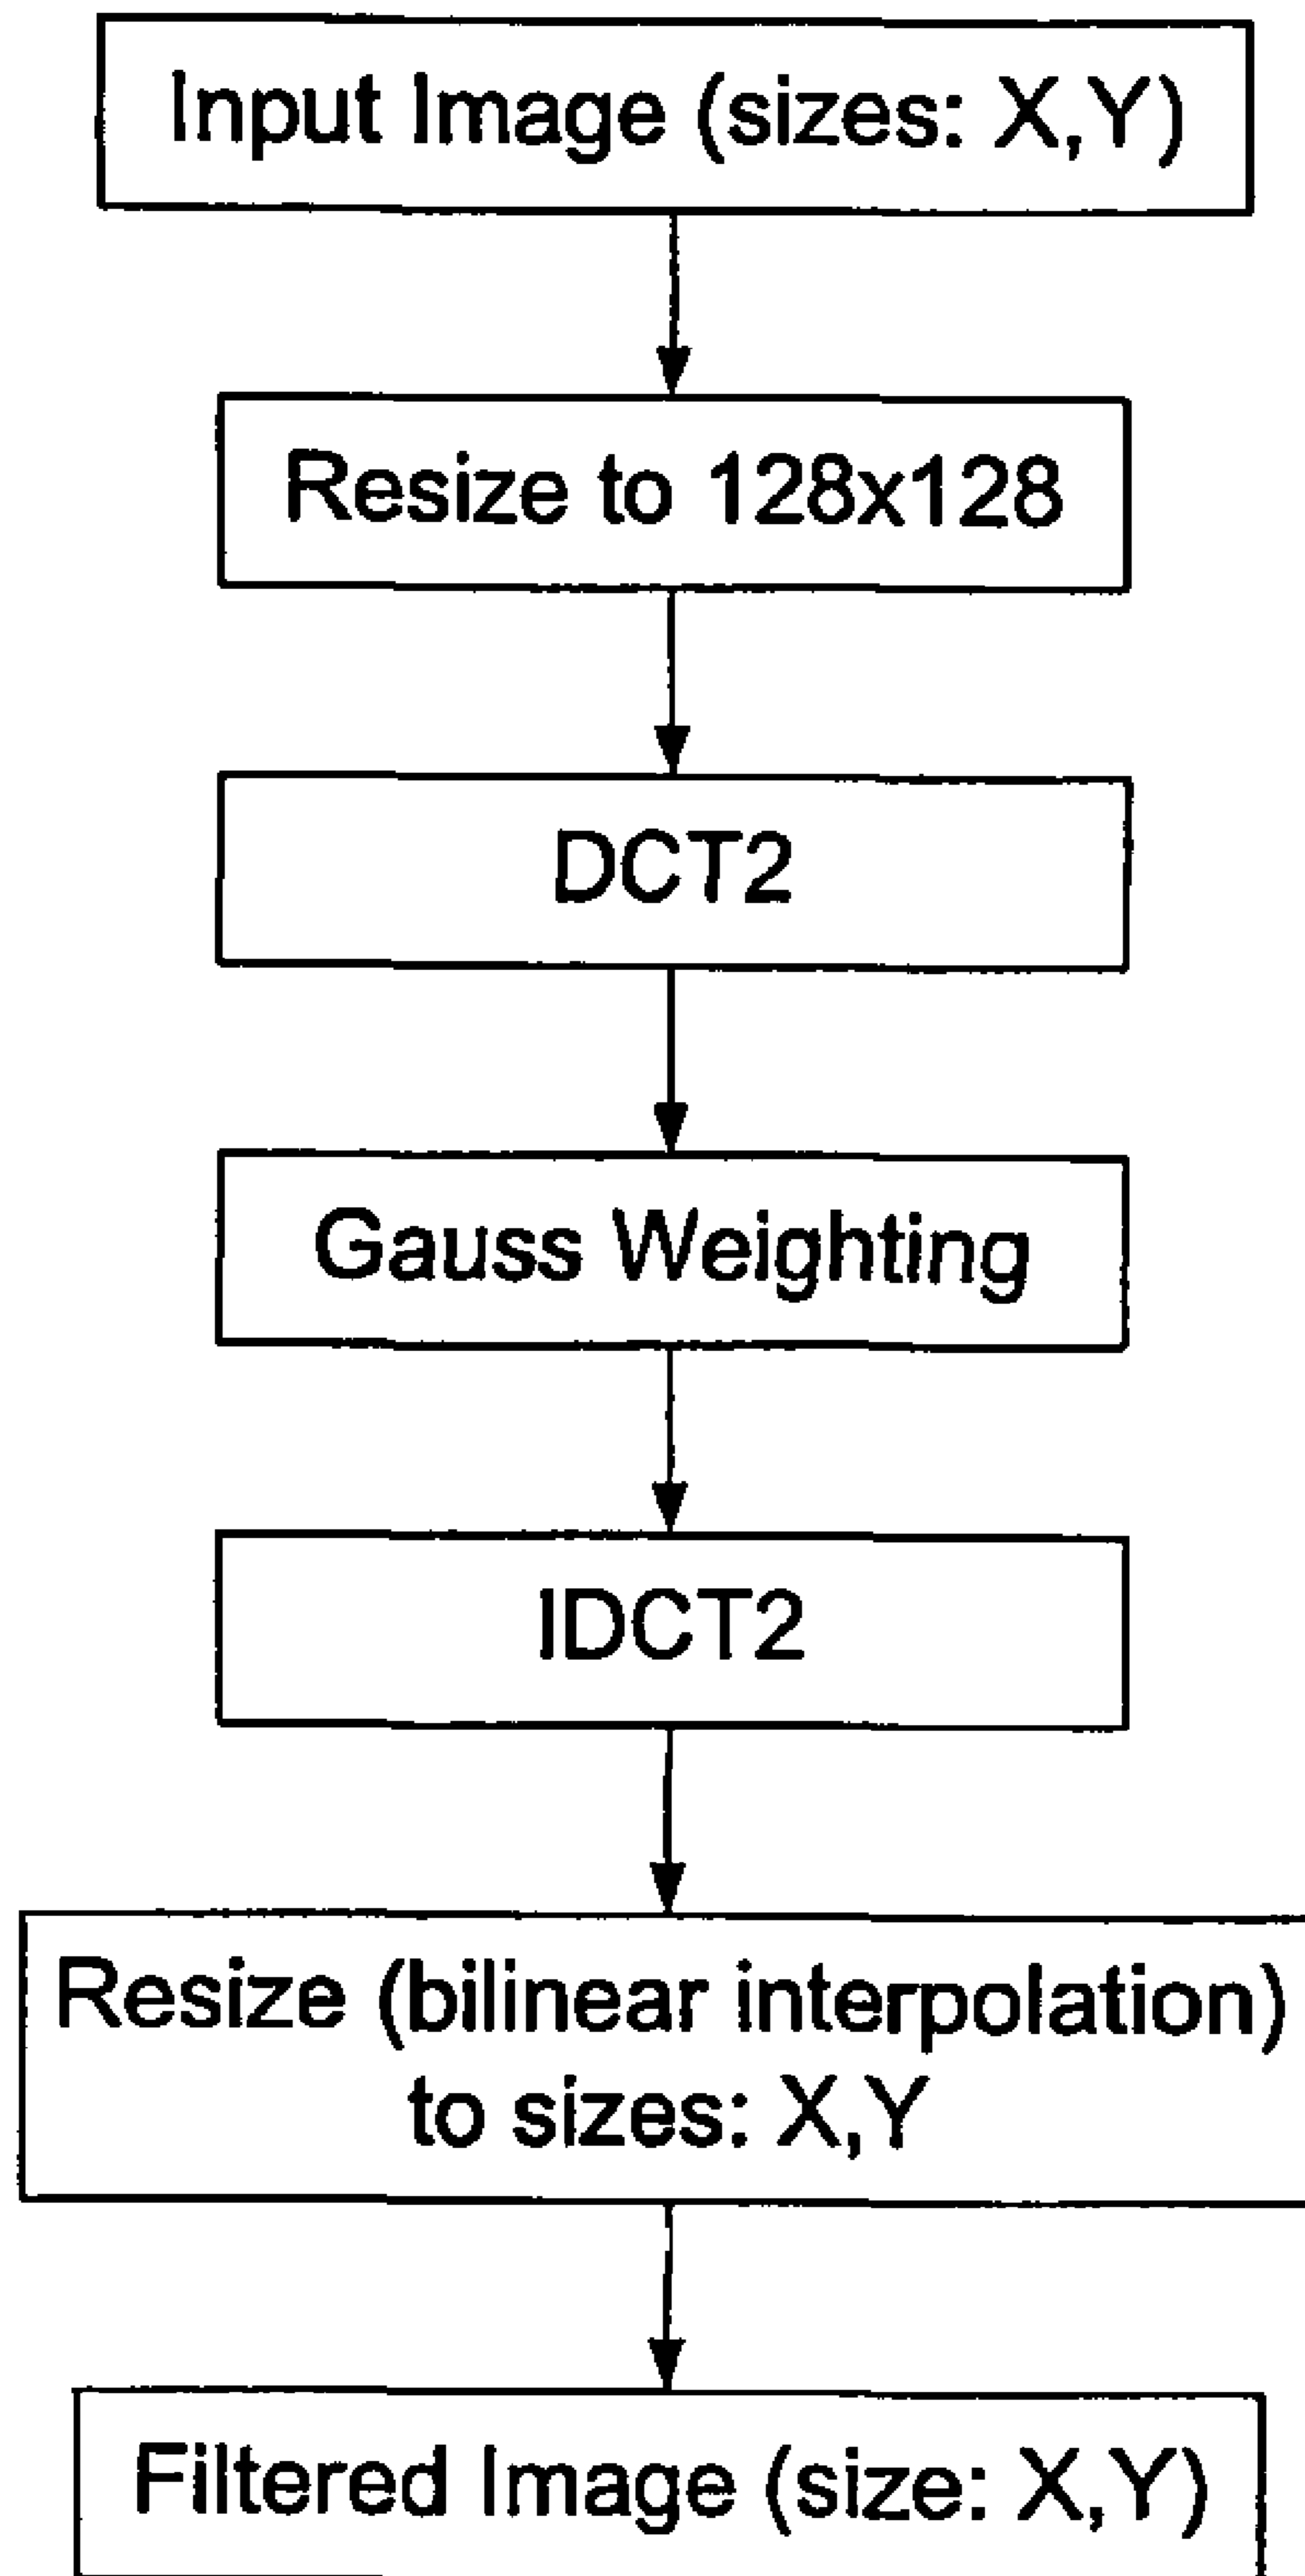 Input Image (sizes: X,Y)
Resize to 128x128
DCT2
Gauss Weighting
IDCT2
Resize (bilinear interpolation)
to sizes: X,Y
Filtered Image (size: X,Y)